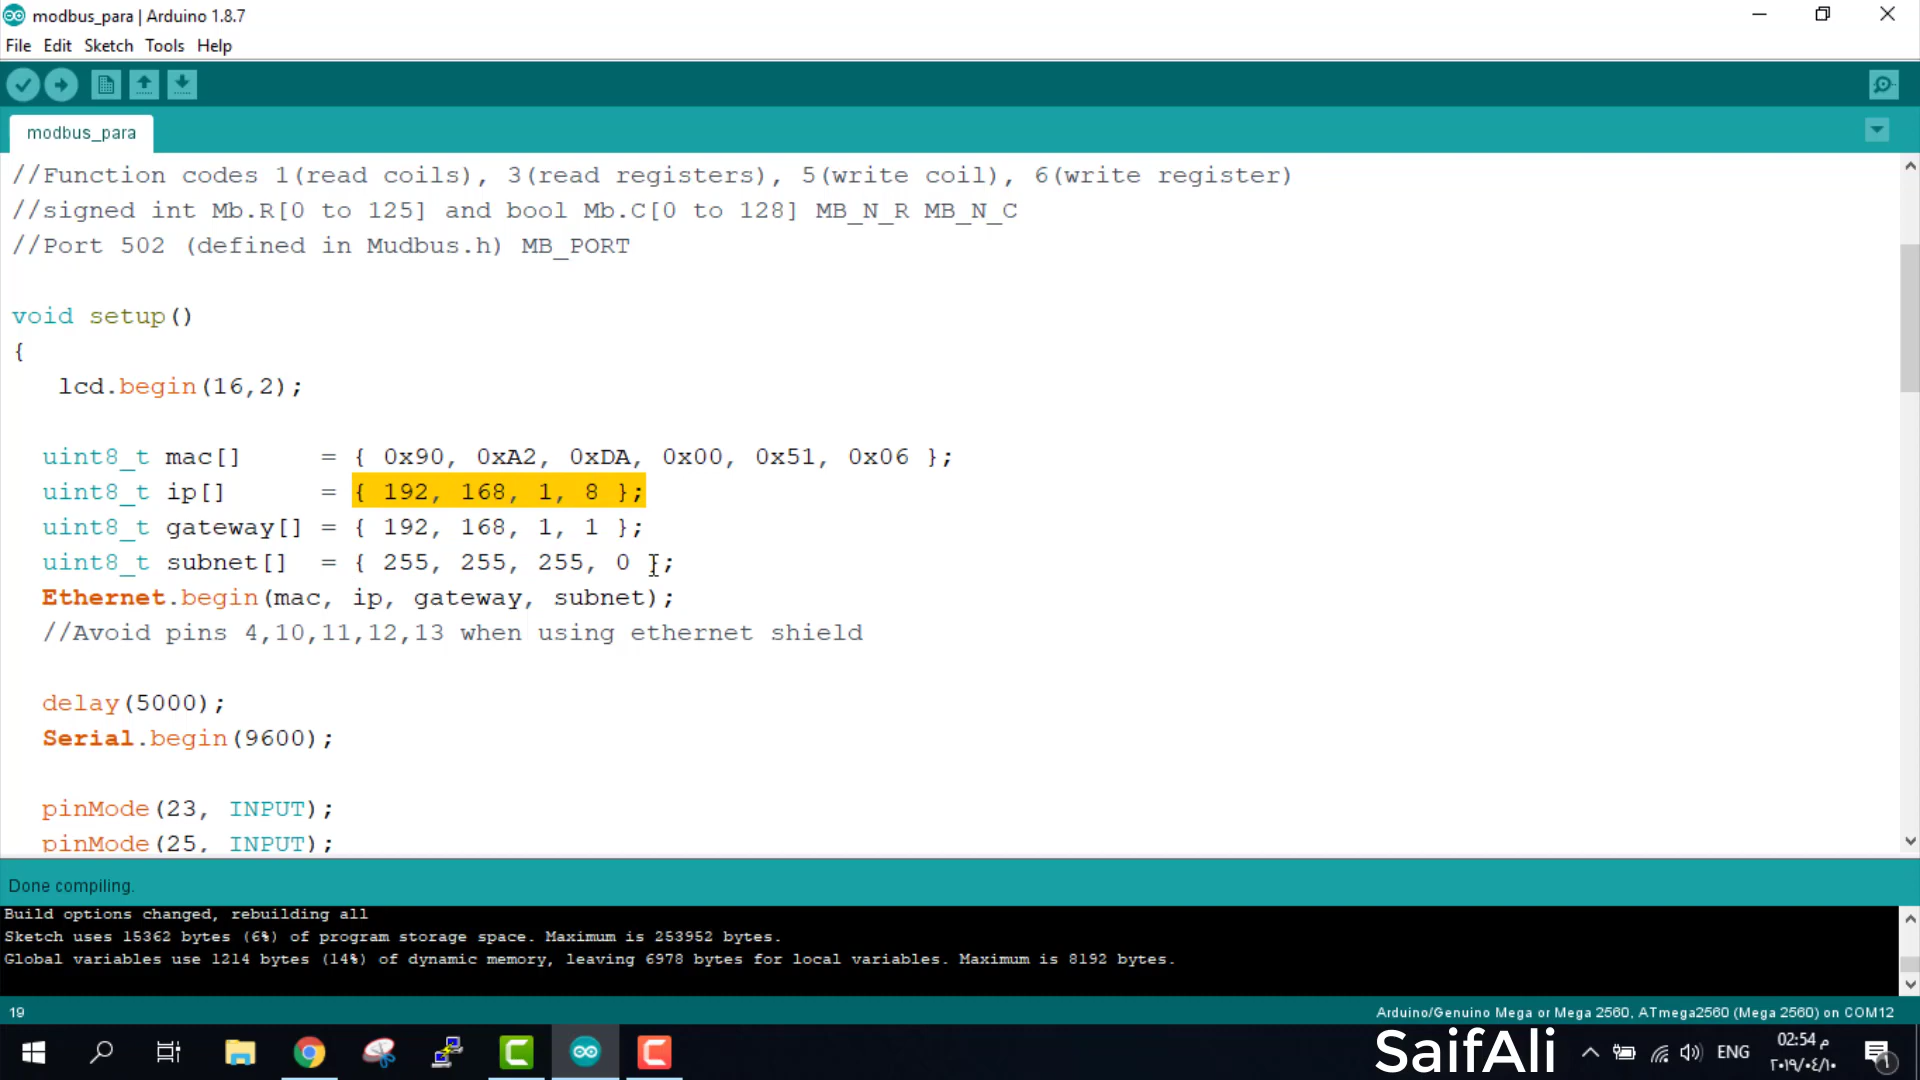 modbus_para | Arduino 1.8.7
File Edit Sketch Tools Help
modbus_para
//Function codes 1(read coils), 3(read registers), 5(write coil), 6(write register)
//signed int Mb.R[0 to 125] and bool Mb.C[0 to 128] MB_N_R MB_N_C
//Port 502 (defined in Mudbus.h) MB_PORT
void setup()
{
lcd.begin(16,2);
uint8_t mac[] = { 0x90, 0xA2, 0xDA, 0x00, 0x51, 0x06 };
uint8_t ip[] = { 192, 168, 1, 8 };
uint8_t gateway[] = { 192, 168, 1, 1 };
uint8_t subnet[] = { 255, 255, 255, 0 };
Ethernet.begin(mac, ip, gateway, subnet);
//Avoid pins 4,10,11,12,13 when using ethernet shield
delay(5000);
Serial.begin(9600);
pinMode(23, INPUT);
pinMode(25, INPUT);
Done compiling.
Build options changed, rebuilding all
Sketch uses 15362 bytes (6%) of program storage space. Maximum is 253952 bytes.
Global variables use 1214 bytes (14%) of dynamic memory, leaving 6978 bytes for local variables. Maximum is 8192 bytes.
19 Arduino/Genuino Mega or Mega 2560, ATmega2560 (Mega 2560) on COM12
SaifAli ENG 02:54 م
٢٠١٩/٠٤/١٠ ١